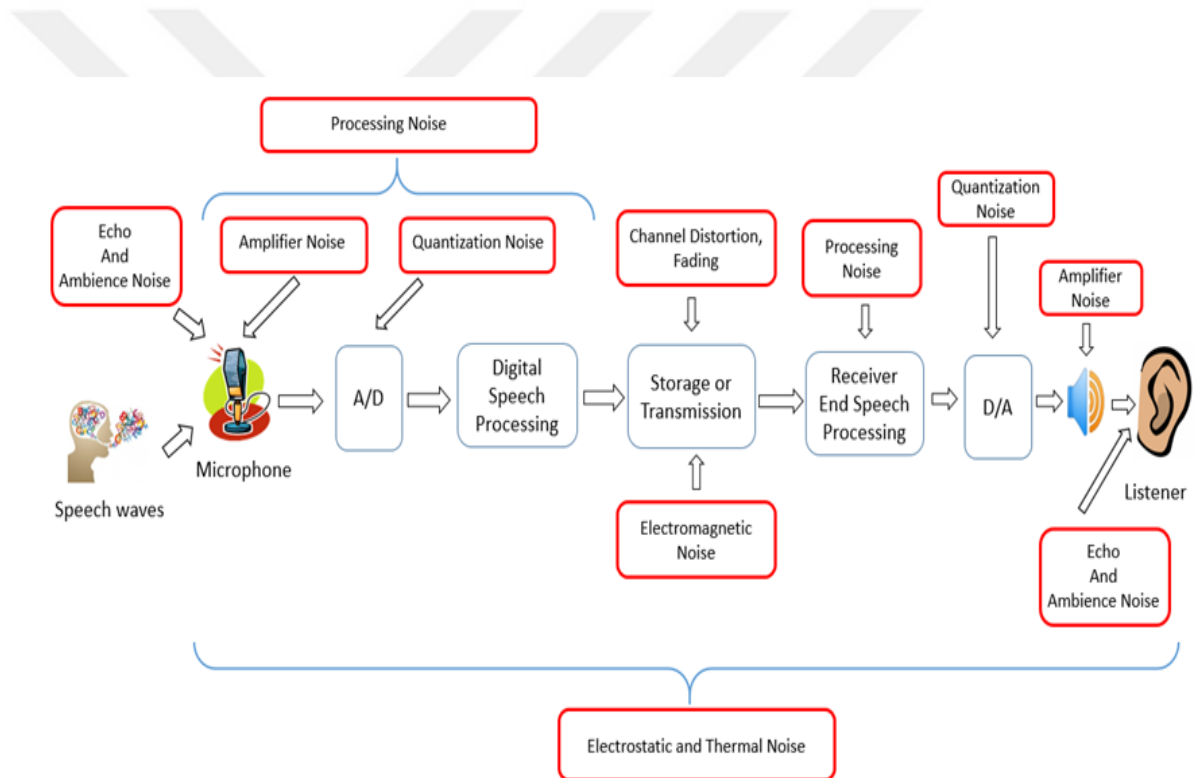 Processing Noise
Echo
And
Ambience Noise
Amplifier Noise
Quantization Noise
Channel Distortion,
Fading
Processing
Noise
Quantization
Noise
Amplifier
Noise
Speech waves
Microphone
A/D
Digital
Speech
Processing
Storage or
Transmission
Receiver
End Speech
Processing
D/A
Listener
Electromagnetic
Noise
Echo
And
Ambience Noise
Electrostatic and Thermal Noise